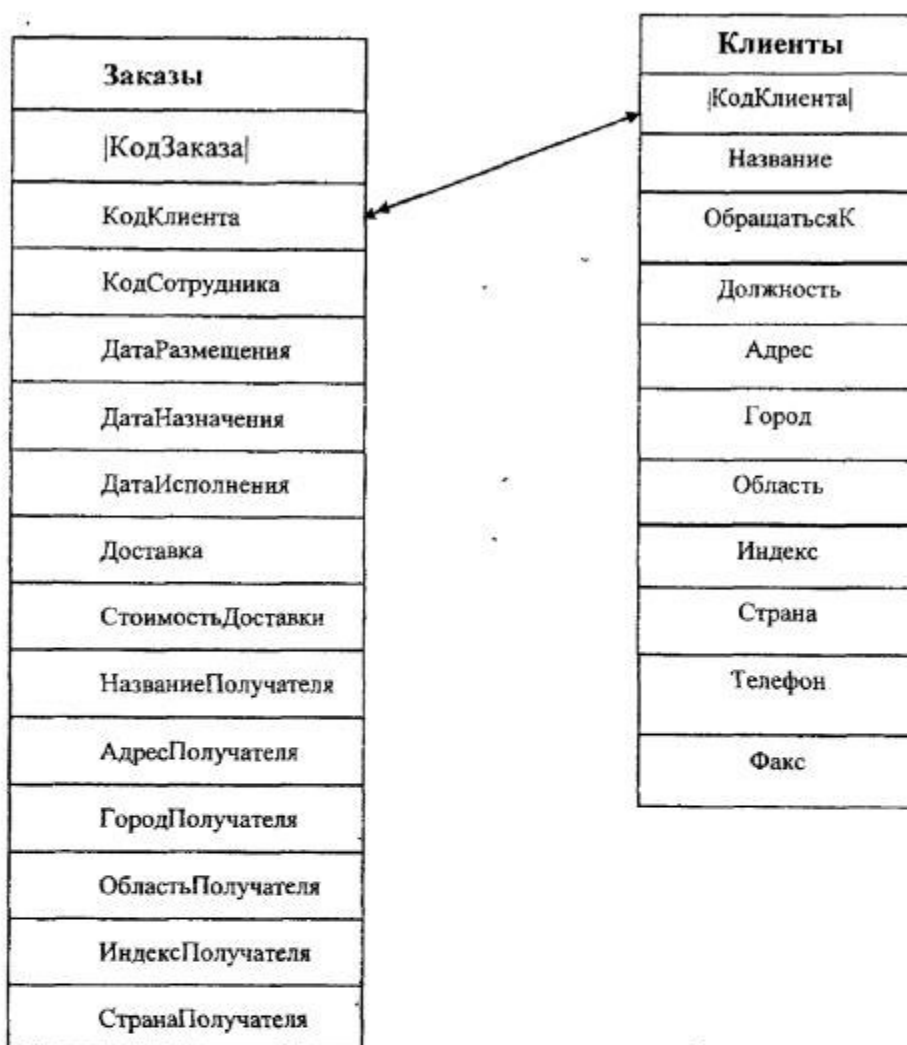 Заказы
|КодЗаказа|
КодКлиента
КодСотрудника
ДатаРазмещения
ДатаНазначения
ДатаИсполнения
Доставка
СтоимостьДоставки
НазваниеПолучателя
АдресПолучателя
ГородПолучателя
ОбластьПолучателя
ИндексПолучателя
СтранаПолучателя
Клиенты
|КодКлиента|
Название
ОбращатьсяК
Должность
Адрес
Город
Область
Индекс
Страна
Телефон
Факс